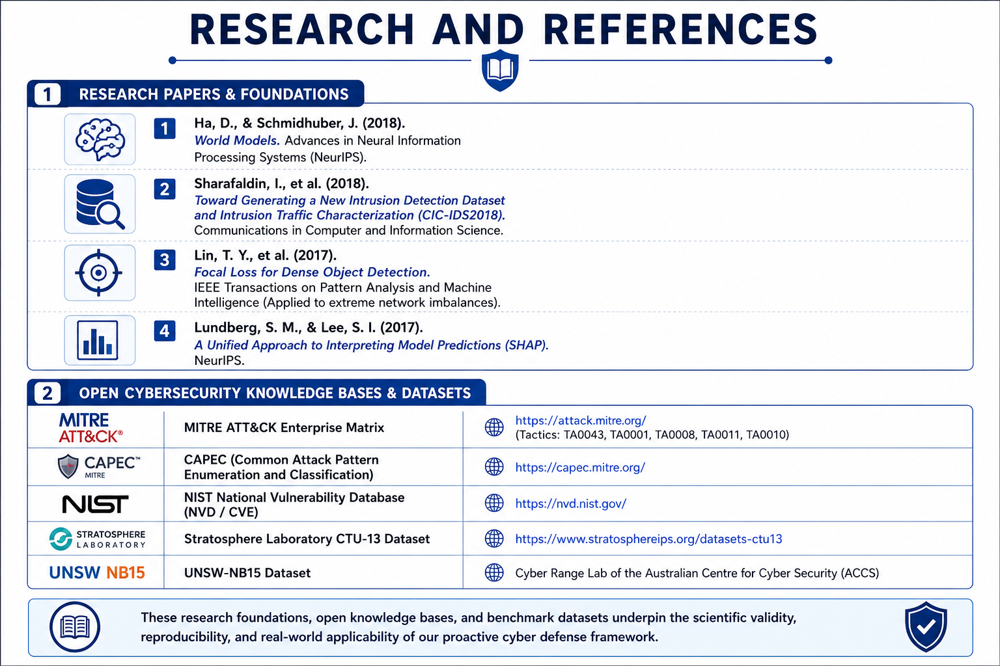 RESEARCH AND REFERENCES
1 RESEARCH PAPERS & FOUNDATIONS
1 Ha, D., & Schmidhuber, J. (2018).
World Models. Advances in Neural Information
Processing Systems (NeurIPS).
2 Sharafaldin, I., et al. (2018).
Toward Generating a New Intrusion Detection Dataset
and Intrusion Traffic Characterization (CIC-IDS2018).
Communications in Computer and Information Science.
3 Lin, T. Y., et al. (2017).
Focal Loss for Dense Object Detection.
IEEE Transactions on Pattern Analysis and Machine
Intelligence (Applied to extreme network imbalances).
4 Lundberg, S. M., & Lee, S. I. (2017).
A Unified Approach to Interpreting Model Predictions (SHAP).
NeurIPS.
2 OPEN CYBERSECURITY KNOWLEDGE BASES & DATASETS
MITRE
ATT&CK®
MITRE ATT&CK Enterprise Matrix
https://attack.mitre.org/
(Tactics: TA0043, TA0001, TA0008, TA0011, TA0010)
CAPEC™
MITRE
CAPEC (Common Attack Pattern
Enumeration and Classification)
https://capec.mitre.org/
NIST
NIST National Vulnerability Database
(NVD / CVE)
https://nvd.nist.gov/
STRATOSPHERE
LABORATORY
Stratosphere Laboratory CTU-13 Dataset
https://www.stratosphereips.org/datasets-ctu13
UNSW NB15
UNSW-NB15 Dataset
Cyber Range Lab of the Australian Centre for Cyber Security (ACCS)
These research foundations, open knowledge bases, and benchmark datasets underpin the scientific validity,
reproducibility, and real-world applicability of our proactive cyber defense framework.